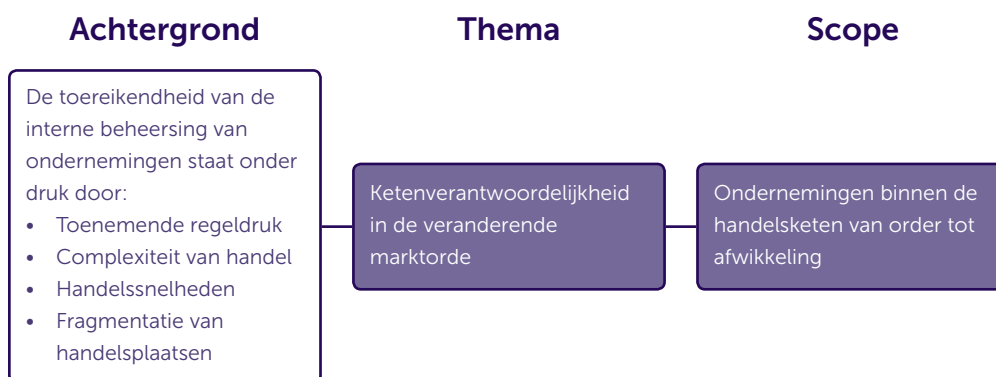 Achtergrond
De toereikendheid van de
interne beheersing van
ondernemingen staat onder
druk door:
• Toenemende regeldruk
• Complexiteit van handel
• Handelssnelheden
• Fragmentatie van
handelsplaatsen
Thema
Ketenverantwoordelijkheid
in de veranderende
marktorde
Scope
Ondernemingen binnen de
handelsketen van order tot
afwikkeling